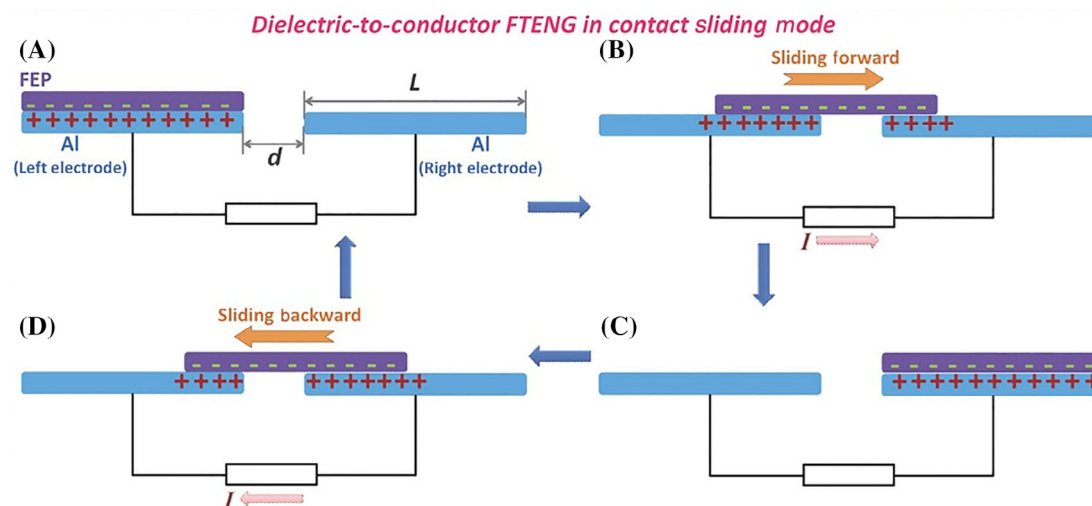 Dielectric-to-conductor FTENG in contact sliding mode
(A)
FEP
- - - - - - - - - - -
+ + + + + + + + + + +
L
Al
(Left electrode)
d
Al
(Right electrode)
(B)
Sliding forward
- - - - - - - - - - -
+ + + + + + + + + + +
I
(D)
Sliding backward
- - - - - - - - - - -
+ + + + + + + + + + +
I
(C)
- - - - - - - - - - -
+ + + + + + + + + + +